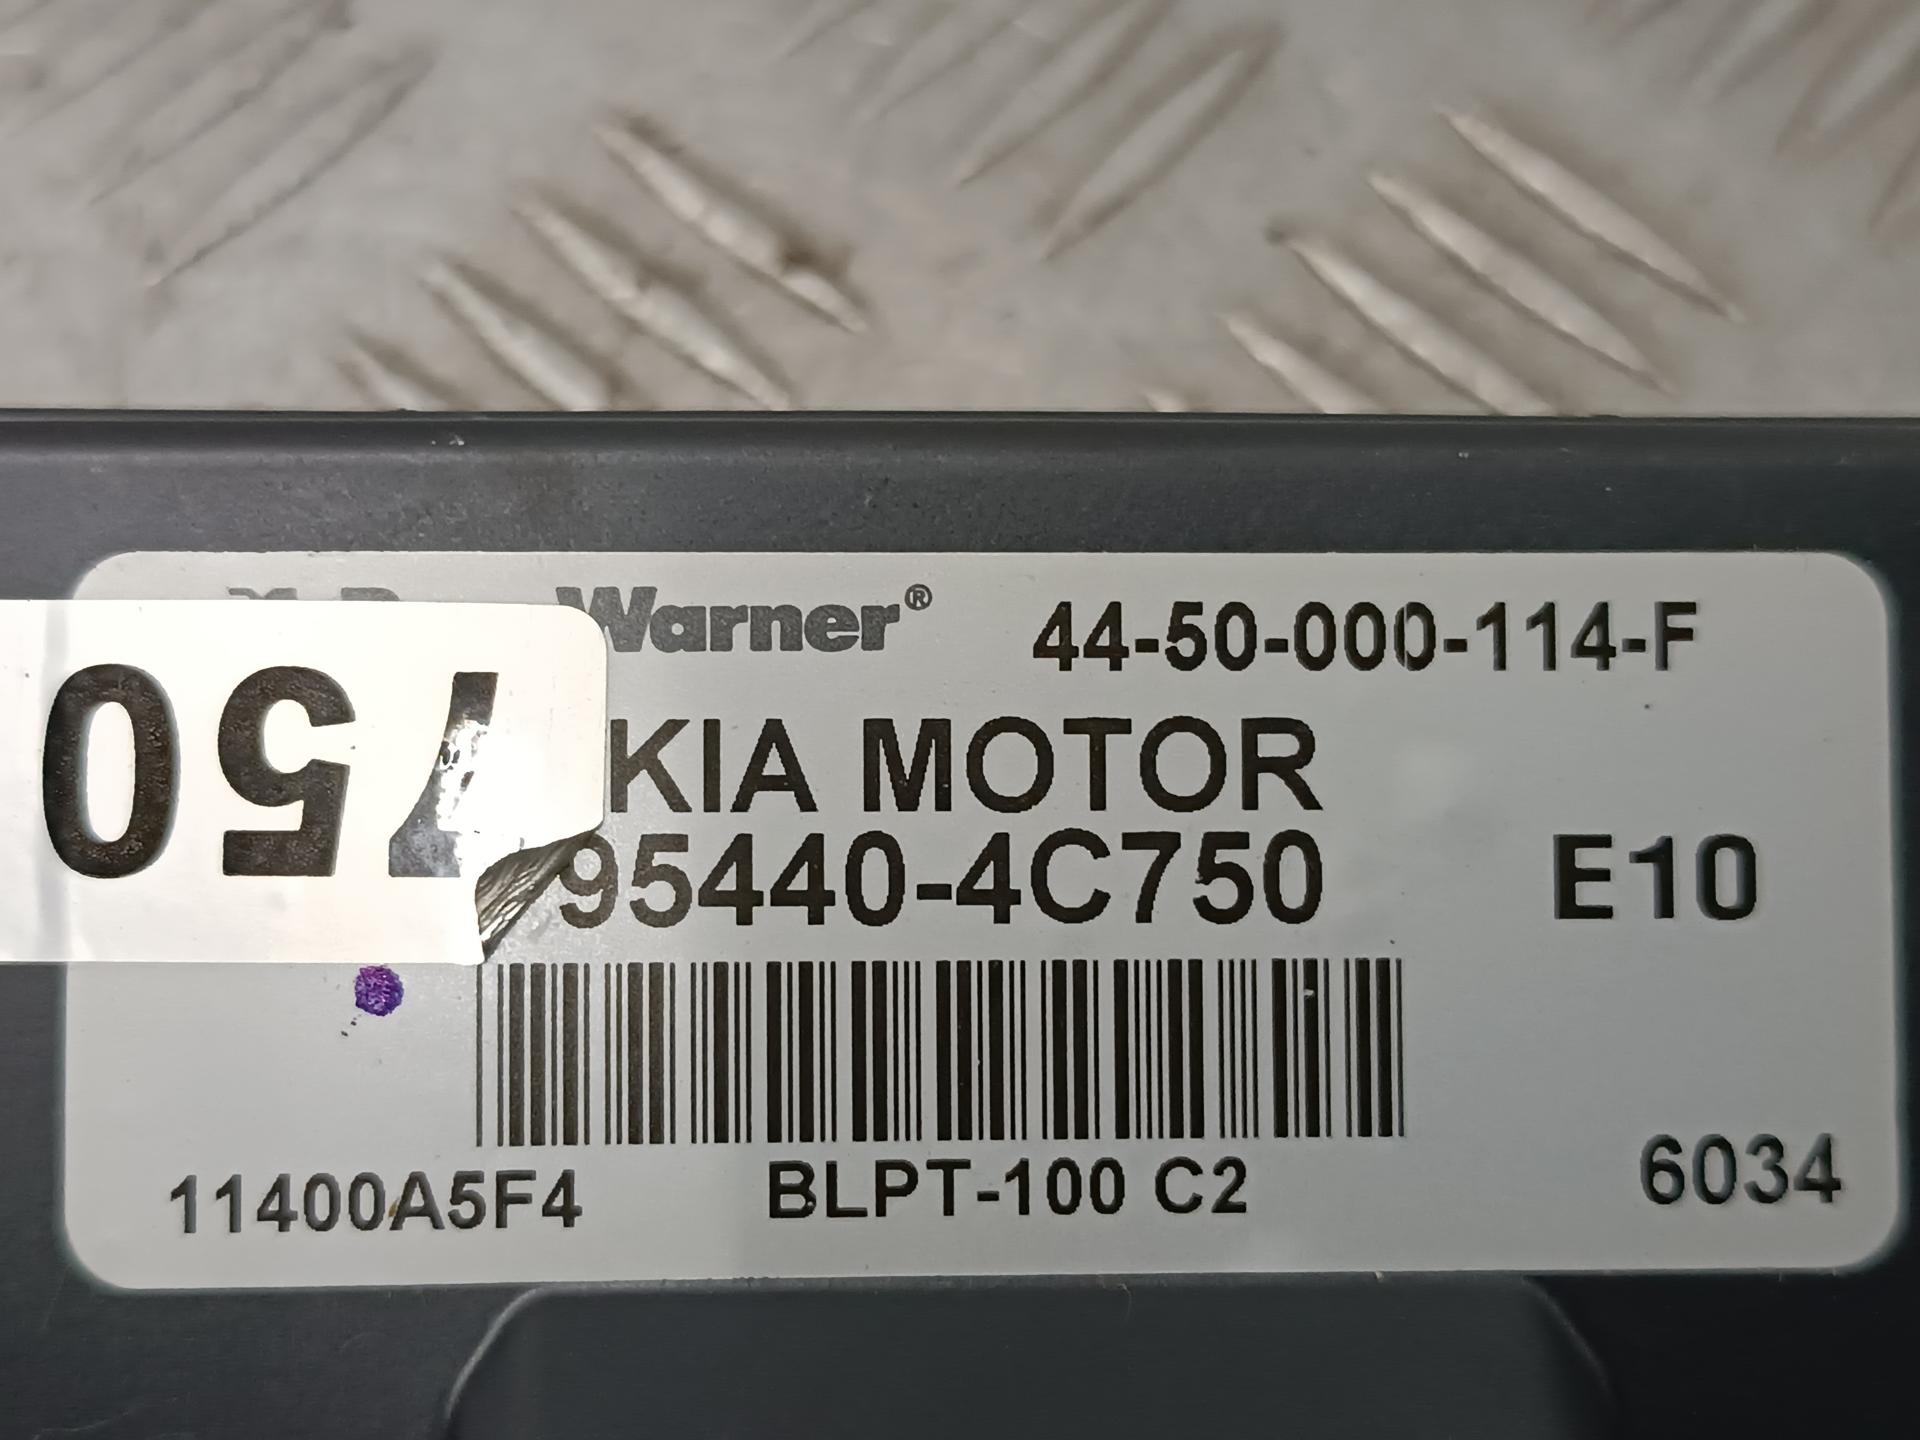 Warner® 44-50-000-114-F
750
KIA MOTOR
95440-4C750 E10
11400A5F4 BLPT-100 C2 6034